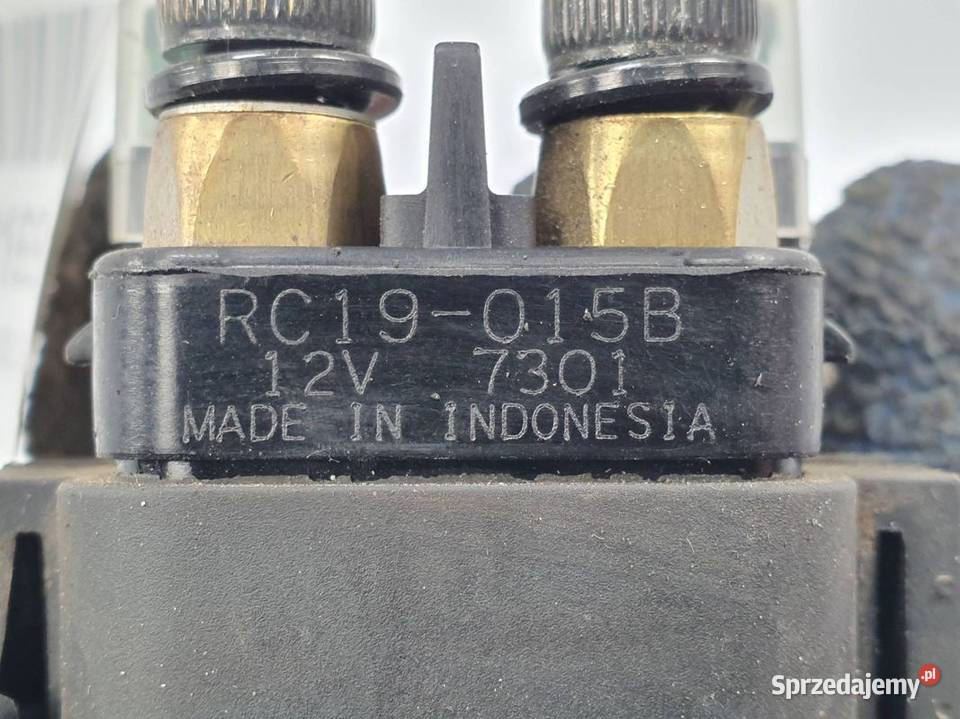 RC19-015B
12V 7301
MADE IN INDONESIA
Sprzedajemy.pl